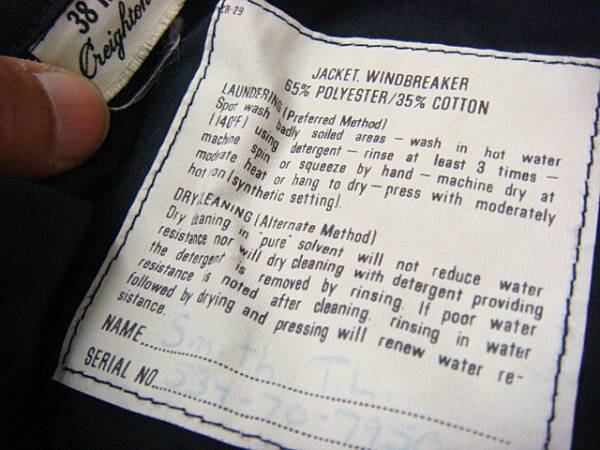 38
Creighton
JACKET, WINDBREAKER
65% POLYESTER/35% COTTON
LAUNDERING (Preferred Method)
Spot wash badly soiled areas – wash in hot water
(140°F) using detergent – rinse at least 3 times –
machine spin or squeeze by hand – machine dry at
moderate heat or hang to dry – press with moderately
hot iron (synthetic setting).
DRYCLEANING (Alternate Method)
Dry cleaning in "pure" solvent will not reduce water
resistance nor will dry cleaning with detergent providing
the detergent is removed by rinsing. If poor water
resistance is noted after cleaning, rinsing in water
followed by drying and pressing will renew water re-
sistance.
NAME Smith, T.L.
SERIAL NO.